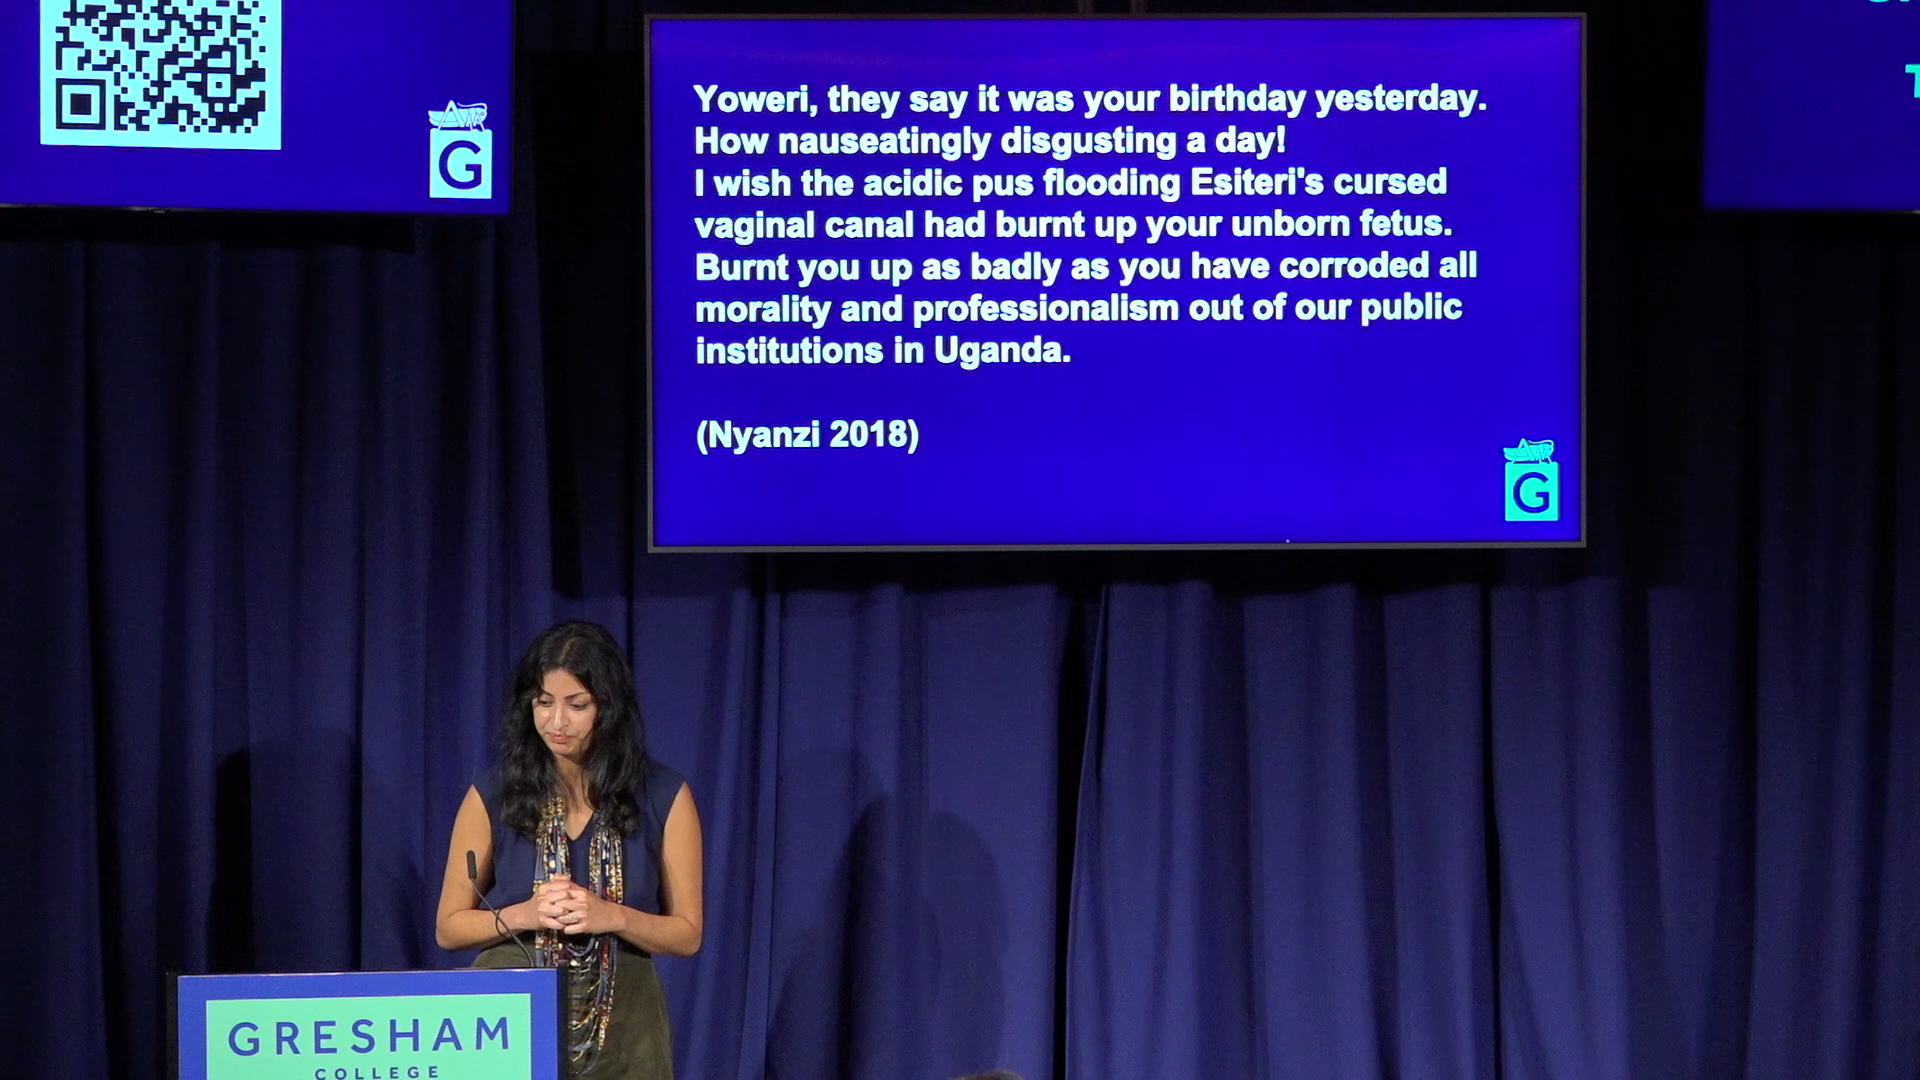 Yoweri, they say it was your birthday yesterday.
How nauseatingly disgusting a day!
I wish the acidic pus flooding Esiteri's cursed
vaginal canal had burnt up your unborn fetus.
Burnt you up as badly as you have corroded all
morality and professionalism out of our public
institutions in Uganda.
(Nyanzi 2018)
G
G
GRESHAM
COLLEGE